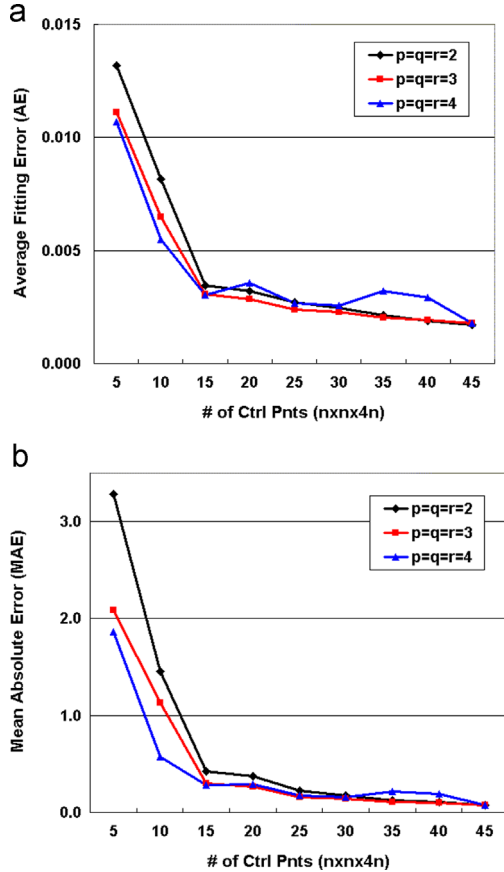 a
0.015
0.010
0.005
0.000
Average Fitting Error (AE)
p=q=r=2
p=q=r=3
p=q=r=4
5 10 15 20 25 30 35 40 45
# of Ctrl Pnts (nxnx4n)
b
3.0
2.0
1.0
0.0
Mean Absolute Error (MAE)
p=q=r=2
p=q=r=3
p=q=r=4
5 10 15 20 25 30 35 40 45
# of Ctrl Pnts (nxnx4n)